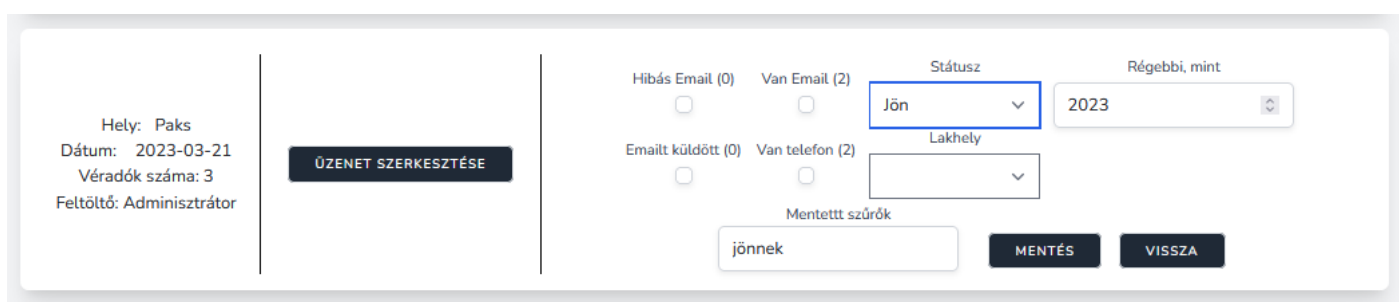 Hely: Paks
Dátum: 2023-03-21
Véradók száma: 3
Feltöltő: Adminisztrátor
ÜZENET SZERKESZTÉSE
Hibás Email (0)
Van Email (2)
Státusz
Jön
Régebbi, mint
2023
Emailt küldött (0)
Van telefon (2)
Lakhely
Mentettt szűrők
jönnek
MENTÉS
VISSZA